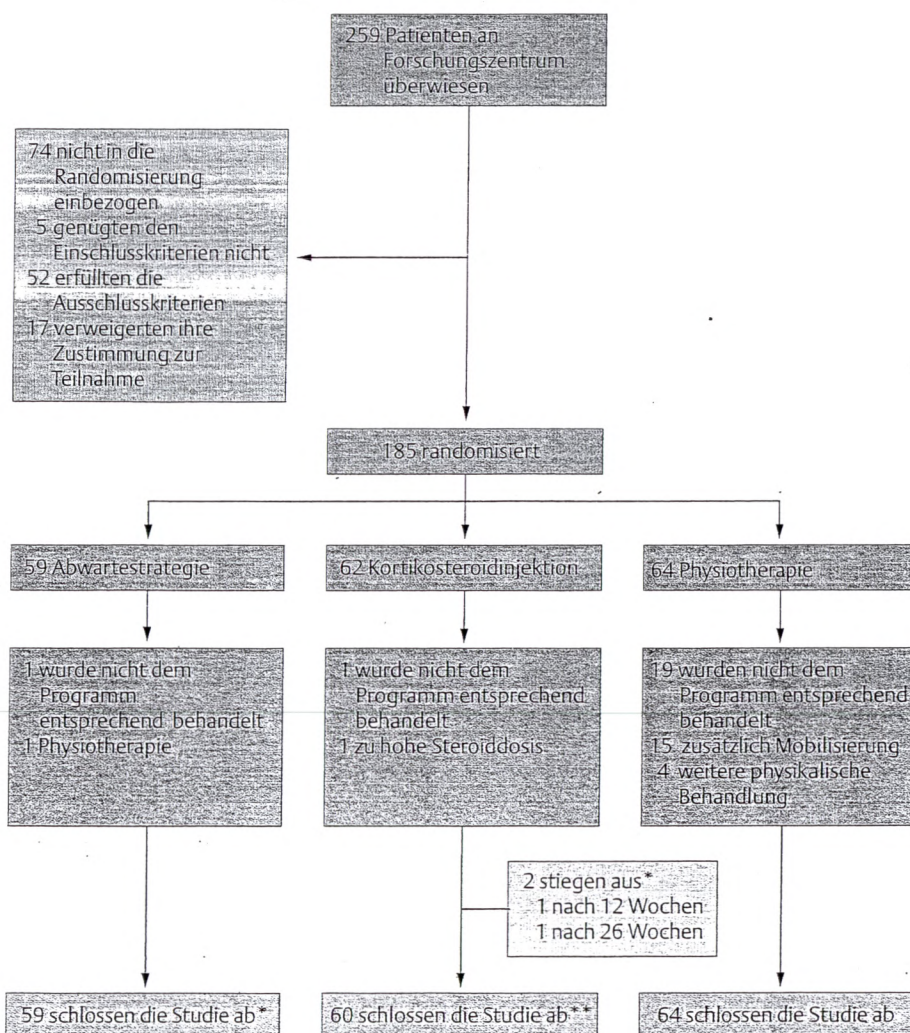 259 Patienten an
Forschungszentrum
überwiesen
74 nicht in die
Randomisierung
einbezogen
5 genügten den
Einschlusskriterien nicht
52 erfüllten die
Ausschlusskriterien
17 verweigerten ihre
Zustimmung zur
Teilnahme
185 randomisiert
59 Abwartestrategie
62 Kortikosteroidinjektion
64 Physiotherapie
1 wurde nicht dem
Programm
entsprechend behandelt
1 Physiotherapie
1 wurde nicht dem
Programm entsprechend
behandelt
1 zu hohe Steroiddosis
19 wurden nicht dem
Programm entsprechend
behandelt
15 zusätzlich Mobilisierung
4 weitere physikalische
Behandlung
2 stiegen aus*
1 nach 12 Wochen
1 nach 26 Wochen
59 schlossen die Studie ab*
60 schlossen die Studie ab**
64 schlossen die Studie ab